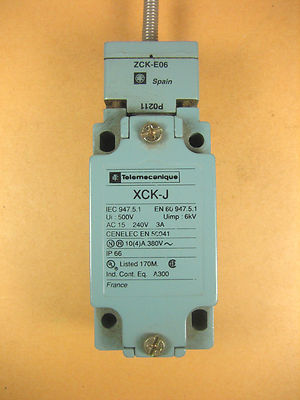 ZCK-E06
Spain
P0211
Telemecanique
XCK-J
IEC 947.5.1 EN 60 947.5.1
Ui : 500V Uimp : 6kV
AC 15 240V 3A
CENELEC EN 50041
N R 10(4)A.380V~
IP 66
UL Listed 170M. SA
Ind. Cont. Eq. A300
France